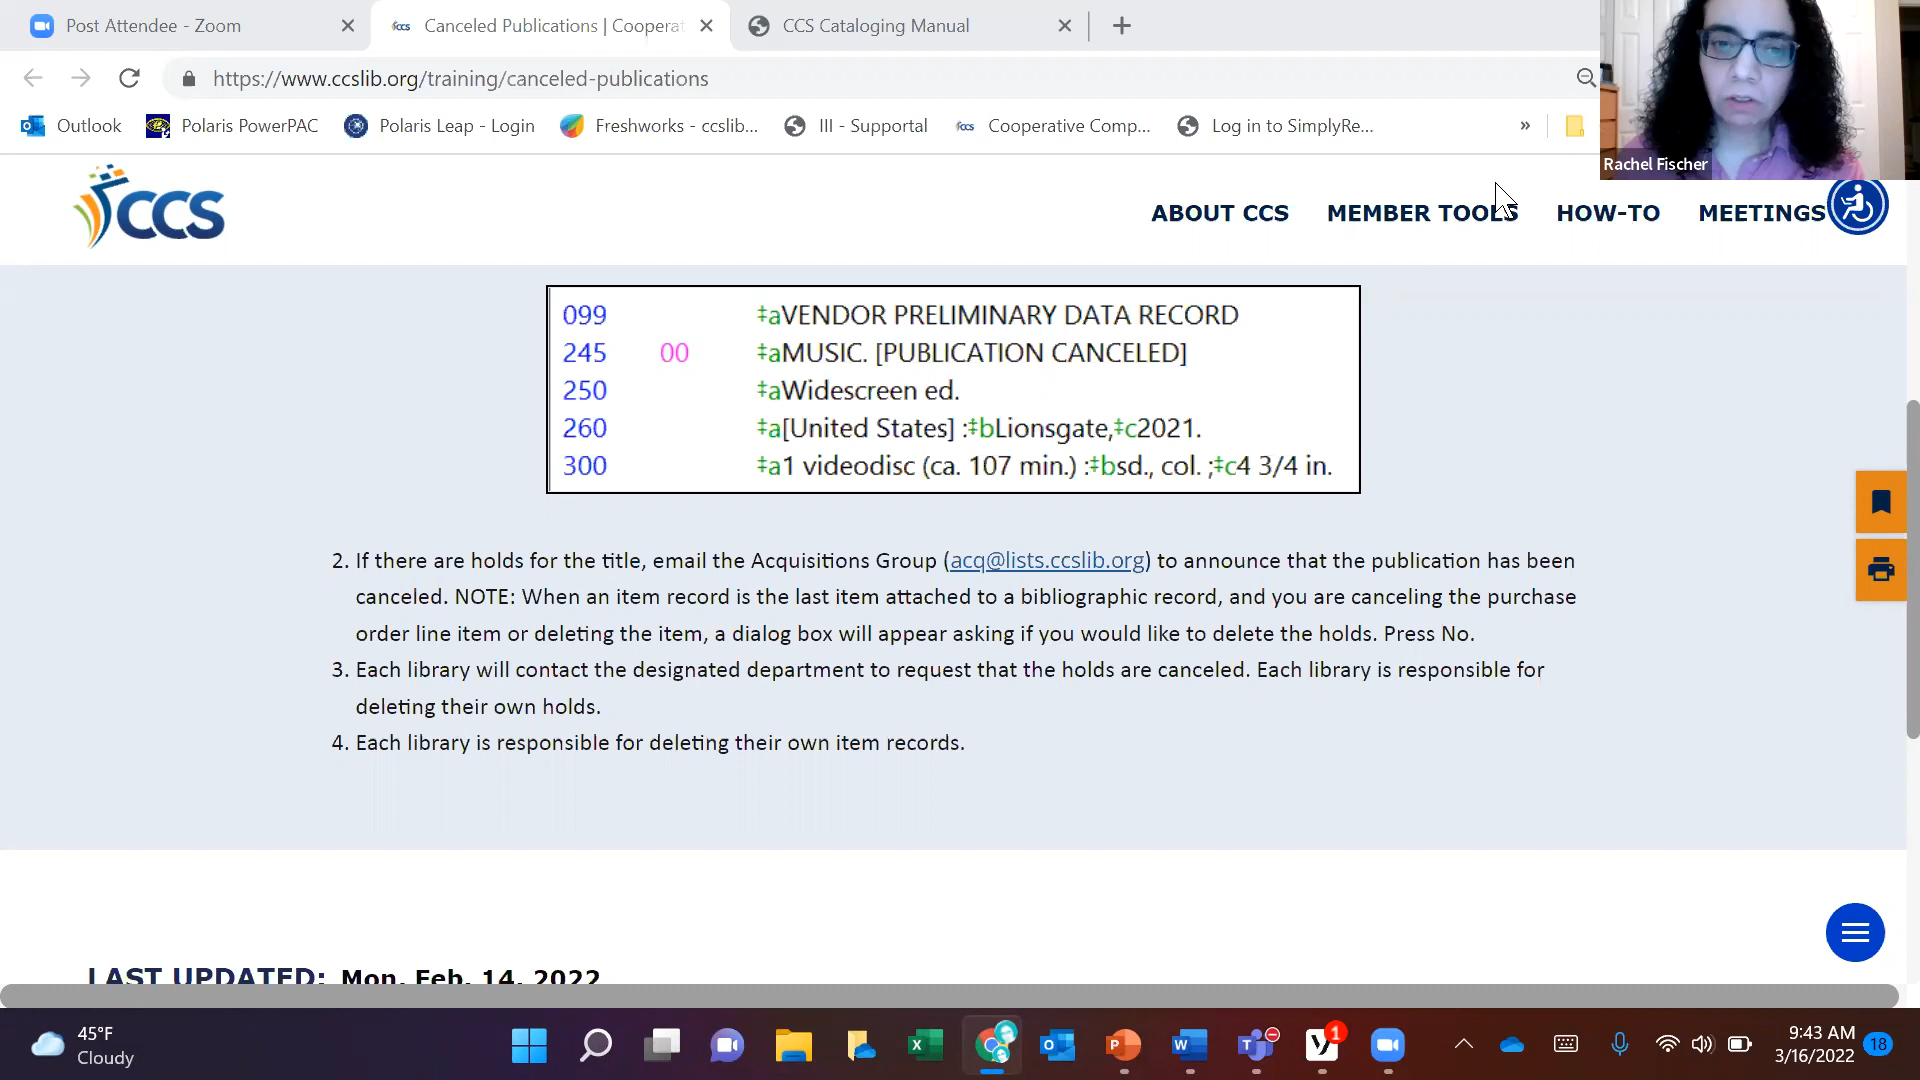 Post Attendee - Zoom
Canceled Publications | Cooperat
CCS Cataloging Manual
https://www.ccslib.org/training/canceled-publications
Outlook
Polaris PowerPAC
Polaris Leap - Login
Freshworks - ccslib...
III - Supportal
Cooperative Comp...
Log in to SimplyRe...
»
Rachel Fischer
CCS
ABOUT CCS
MEMBER TOOLS
HOW-TO
MEETINGS
099 ‡aVENDOR PRELIMINARY DATA RECORD
245 00 ‡aMUSIC. [PUBLICATION CANCELED]
250 ‡aWidescreen ed.
260 ‡a[United States] :‡bLionsgate,‡c2021.
300 ‡a1 videodisc (ca. 107 min.) :‡bsd., col. ;‡c4 3/4 in.
2. If there are holds for the title, email the Acquisitions Group (acq@lists.ccslib.org) to announce that the publication has been
canceled. NOTE: When an item record is the last item attached to a bibliographic record, and you are canceling the purchase
order line item or deleting the item, a dialog box will appear asking if you would like to delete the holds. Press No.
3. Each library will contact the designated department to request that the holds are canceled. Each library is responsible for
deleting their own holds.
4. Each library is responsible for deleting their own item records.
LAST UPDATED: Mon, Feb. 14, 2022
45°F
Cloudy
1
9:43 AM
3/16/2022
18